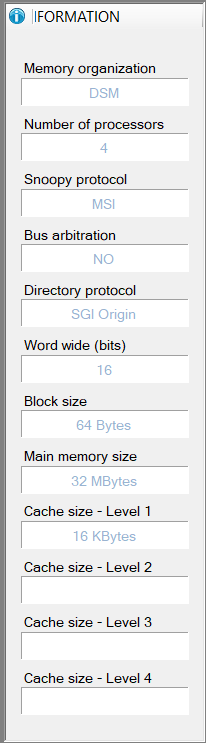 IFORMATION
Memory organization
DSM
Number of processors
4
Snoopy protocol
MSI
Bus arbitration
NO
Directory protocol
SGI Origin
Word wide (bits)
16
Block size
64 Bytes
Main memory size
32 MBytes
Cache size - Level 1
16 KBytes
Cache size - Level 2
Cache size - Level 3
Cache size - Level 4